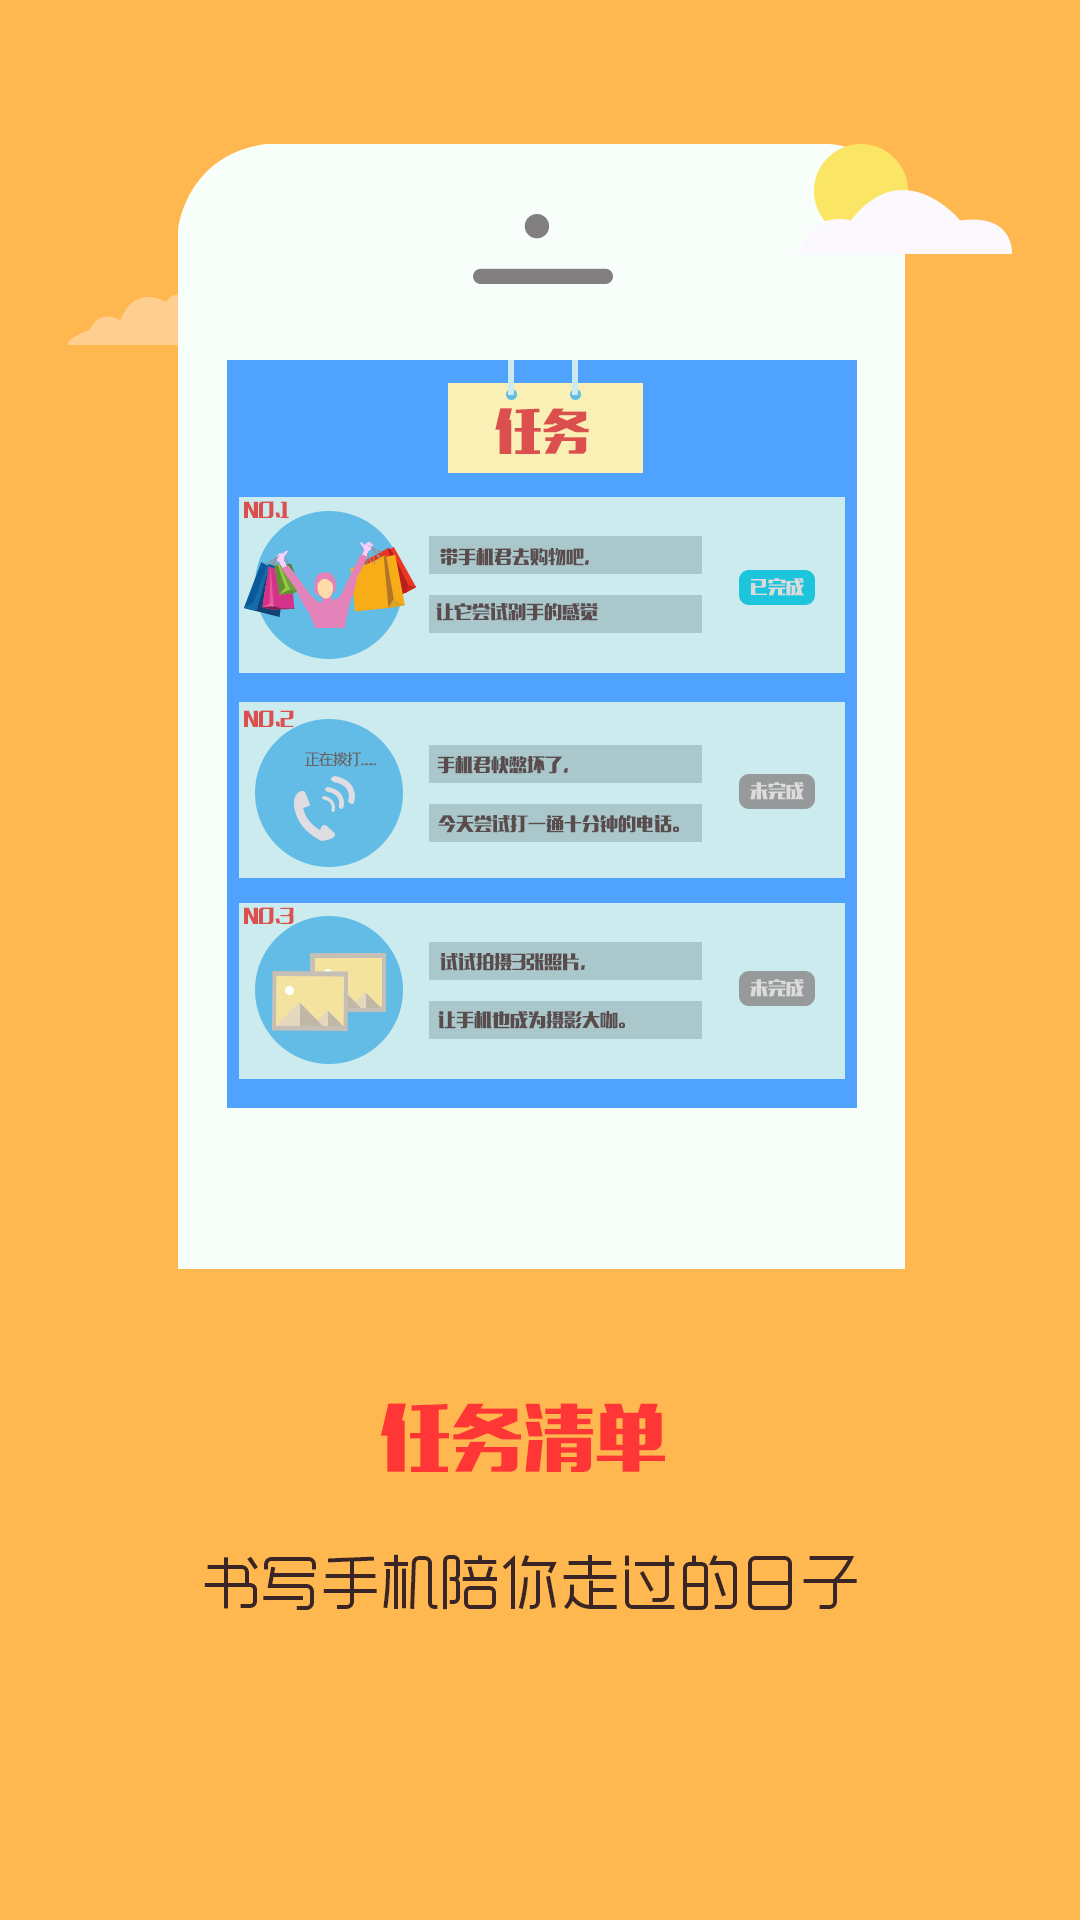 任务
NO.1
带手机君去购物吧，
让它尝试剁手的感觉
已完成
NO.2
正在拨打......
手机君快憋坏了，
今天尝试打一通十分钟的电话。
未完成
NO.3
试试拍摄3张照片，
让手机也成为摄影大咖。
未完成
任务清单
书写手机陪你走过的日子